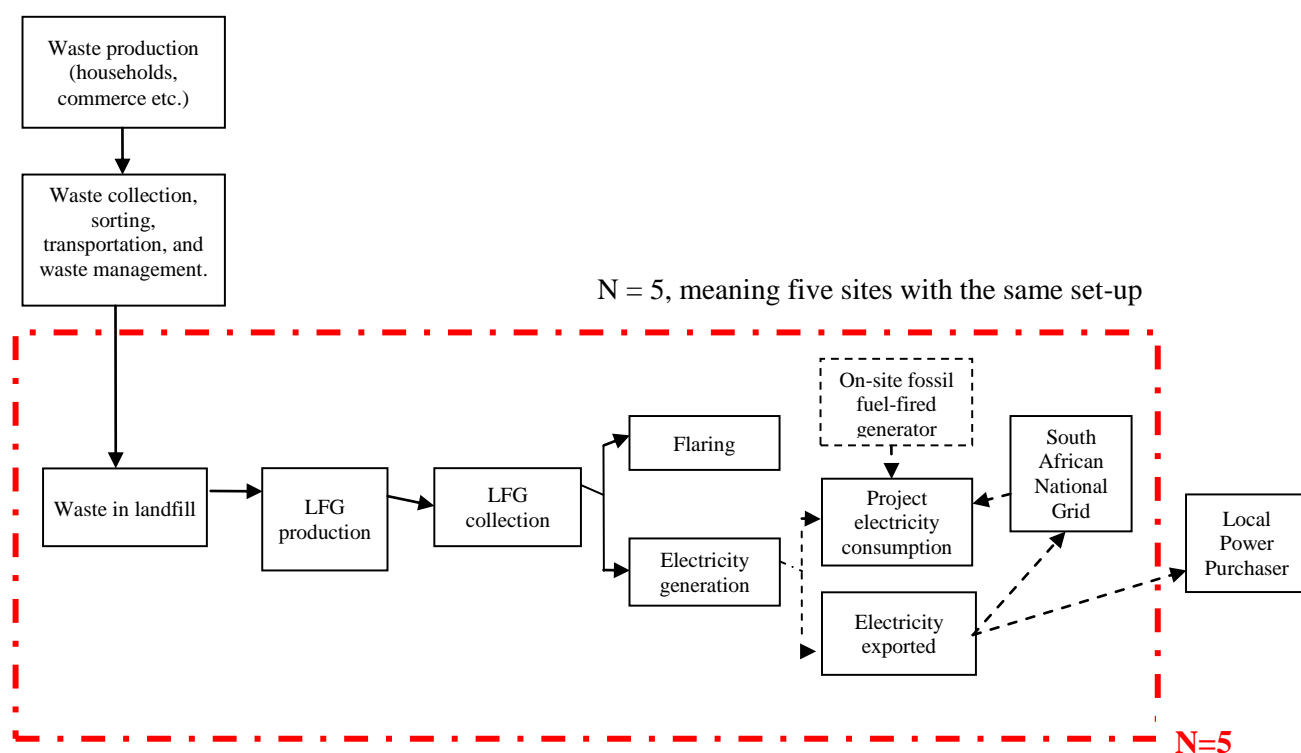 Waste production
(households,
commerce etc.)
Waste collection,
sorting,
transportation, and
waste management.
N = 5, meaning five sites with the same set-up
On-site fossil
fuel-fired
generator
Flaring
South
African
National
Grid
Waste in landfill
LFG
production
LFG
collection
Project
electricity
consumption
Local
Power
Purchaser
Electricity
generation
Electricity
exported
N=5